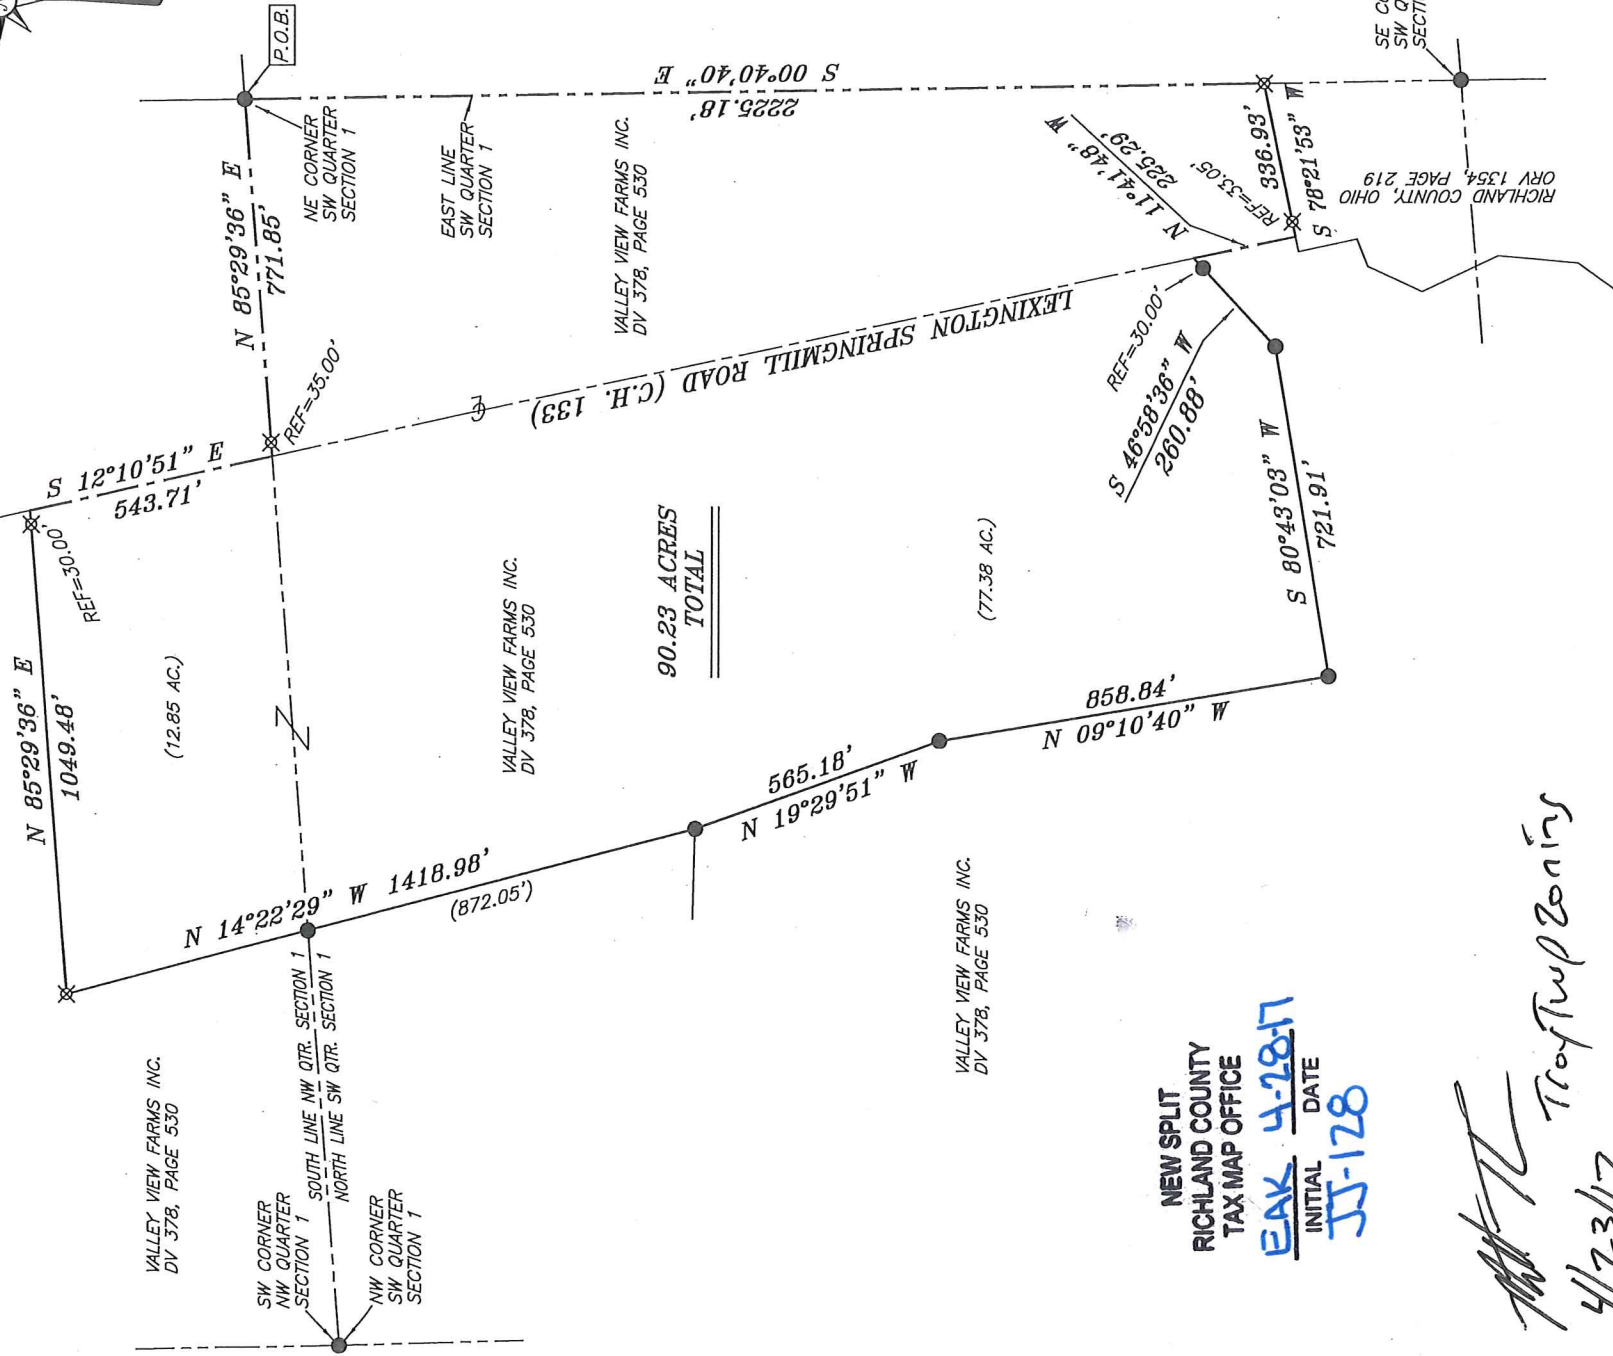 P.O.B.
NE CORNER
SW QUARTER
SECTION 1
N 85°29'36" E
771.85'
REF=35.00'
S 12°10'51" E
543.71'
REF=30.00'
N 85°29'36" E
1049.48'
(12.85 AC.)
EAST LINE
SW QUARTER
SECTION 1
S 00°40'40" E
2225.18'
VALLEY VIEW FARMS INC.
DV 378, PAGE 530
LEXINGTON SPRINGMILL ROAD (C.H. 133)
N 11°41'48" W
225.29'
REF=33.05'
336.93'
S 78°21'53" W
RICHLAND COUNTY, OHIO
ORV 1354, PAGE 219
SW
REF=30.00'
S 46°58'36" W
260.88'
S 80°43'03" W
721.91'
90.23 ACRES
TOTAL
(77.38 AC.)
VALLEY VIEW FARMS INC.
DV 378, PAGE 530
858.84'
N 09°10'40" W
565.18'
N 19°29'51" W
N 14°22'29" W 1418.98'
(872.05')
SOUTH LINE NW QTR. SECTION 1
NORTH LINE SW QTR. SECTION 1
VALLEY VIEW FARMS INC.
DV 378, PAGE 530
SW CORNER
NW QUARTER
SECTION 1
NW CORNER
SW QUARTER
SECTION 1
VALLEY VIEW FARMS INC.
DV 378, PAGE 530
NEW SPLIT
RICHLAND COUNTY
TAX MAP OFFICE
EAK 4-28-17
INITIAL DATE
JJ-128
Troy Twp Zoning